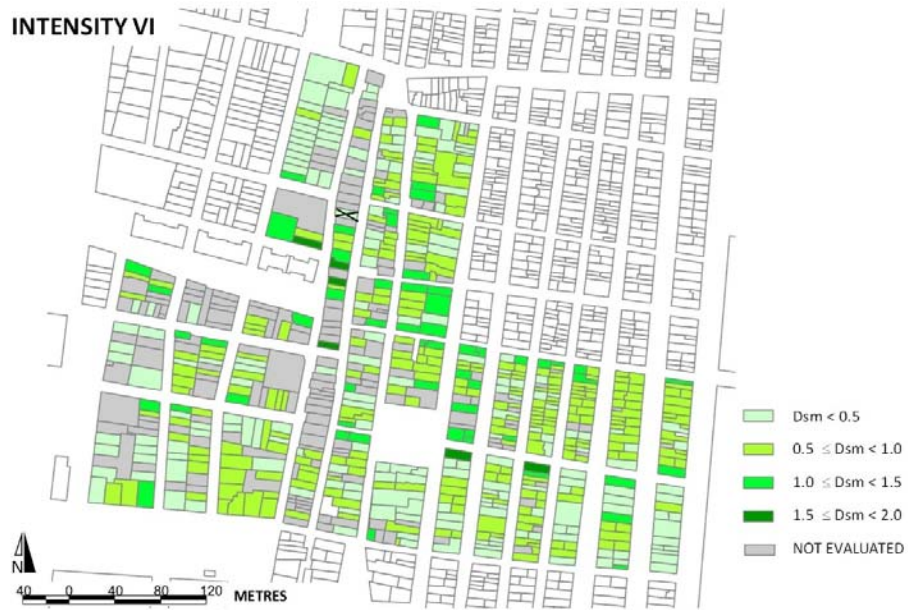 INTENSITY VI
Dsm < 0.5
0.5 ≤ Dsm < 1.0
1.0 ≤ Dsm < 1.5
1.5 ≤ Dsm < 2.0
NOT EVALUATED
N
40 0 40 80 120 METRES